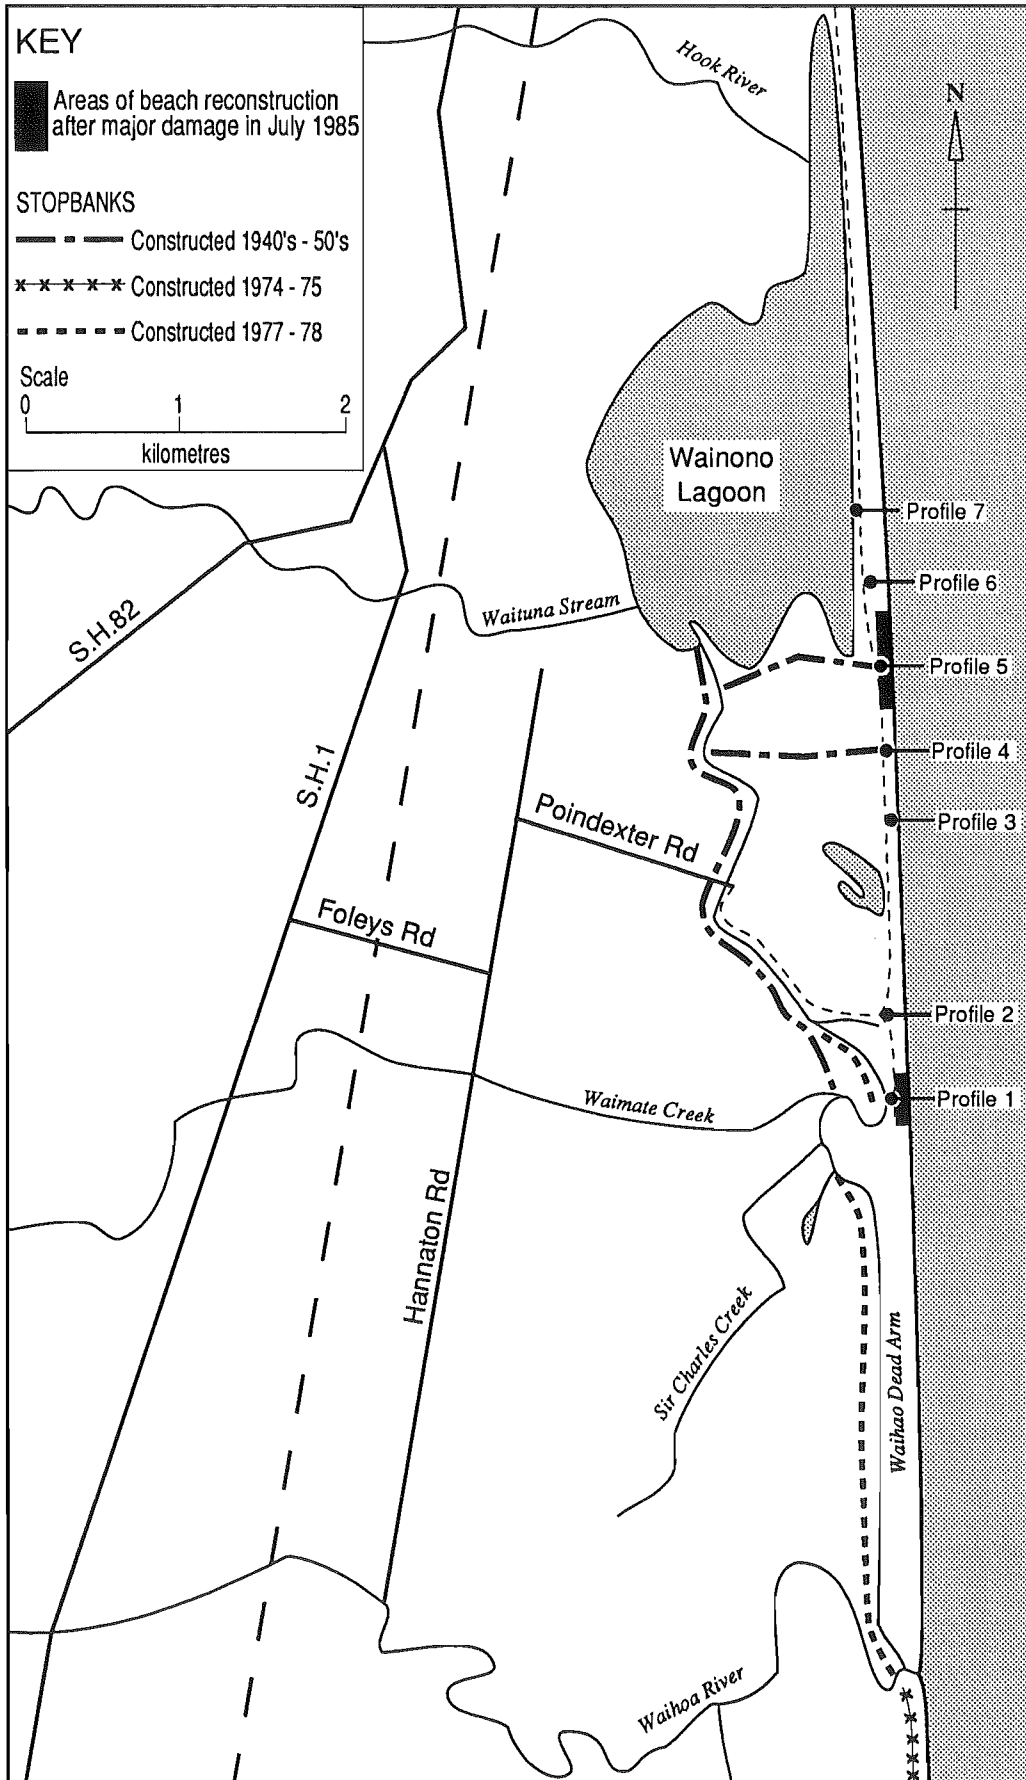 KEY
Areas of beach reconstruction
after major damage in July 1985
STOPBANKS
Constructed 1940's - 50's
Constructed 1974 - 75
Constructed 1977 - 78
Scale
0 1 2
kilometres
Hook River
N
Wainono
Lagoon
Profile 7
Profile 6
Waituna Stream
S.H.82
Profile 5
Profile 4
S.H.1
Poindexter Rd
Profile 3
Foleys Rd
Profile 2
Waimate Creek
Profile 1
Hannaton Rd
Sir Charles Creek
Waihao Dead Arm
Waihoa River